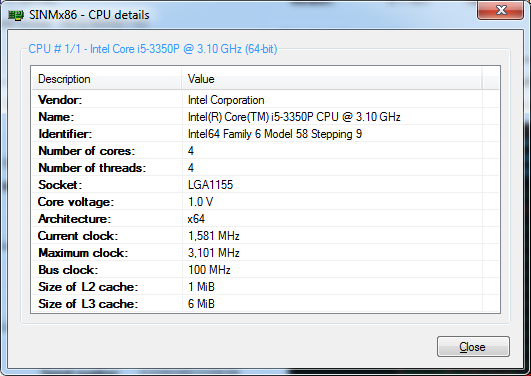 SINMx86 - CPU details
CPU # 1/1 - Intel Core i5-3350P @ 3.10 GHz (64-bit)
Description Value
Vendor: Intel Corporation
Name: Intel(R) Core(TM) i5-3350P CPU @ 3.10 GHz
Identifier: Intel64 Family 6 Model 58 Stepping 9
Number of cores: 4
Number of threads: 4
Socket: LGA1155
Core voltage: 1.0 V
Architecture: x64
Current clock: 1,581 MHz
Maximum clock: 3,101 MHz
Bus clock: 100 MHz
Size of L2 cache: 1 MiB
Size of L3 cache: 6 MiB
Close